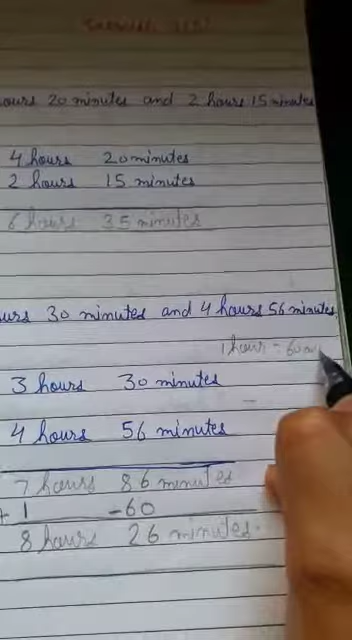 ours 20 minutes and 2 hours 15 minutes
4 hours 20 minutes
2 hours 15 minutes
6 hours 35 minutes
urs 30 minutes and 4 hours 56 minutes.
1 hour = 60 m
3 hours 30 minutes
4 hours 56 minutes
7 hours 86 minutes
+ 1 -60
8 hours 26 minutes.